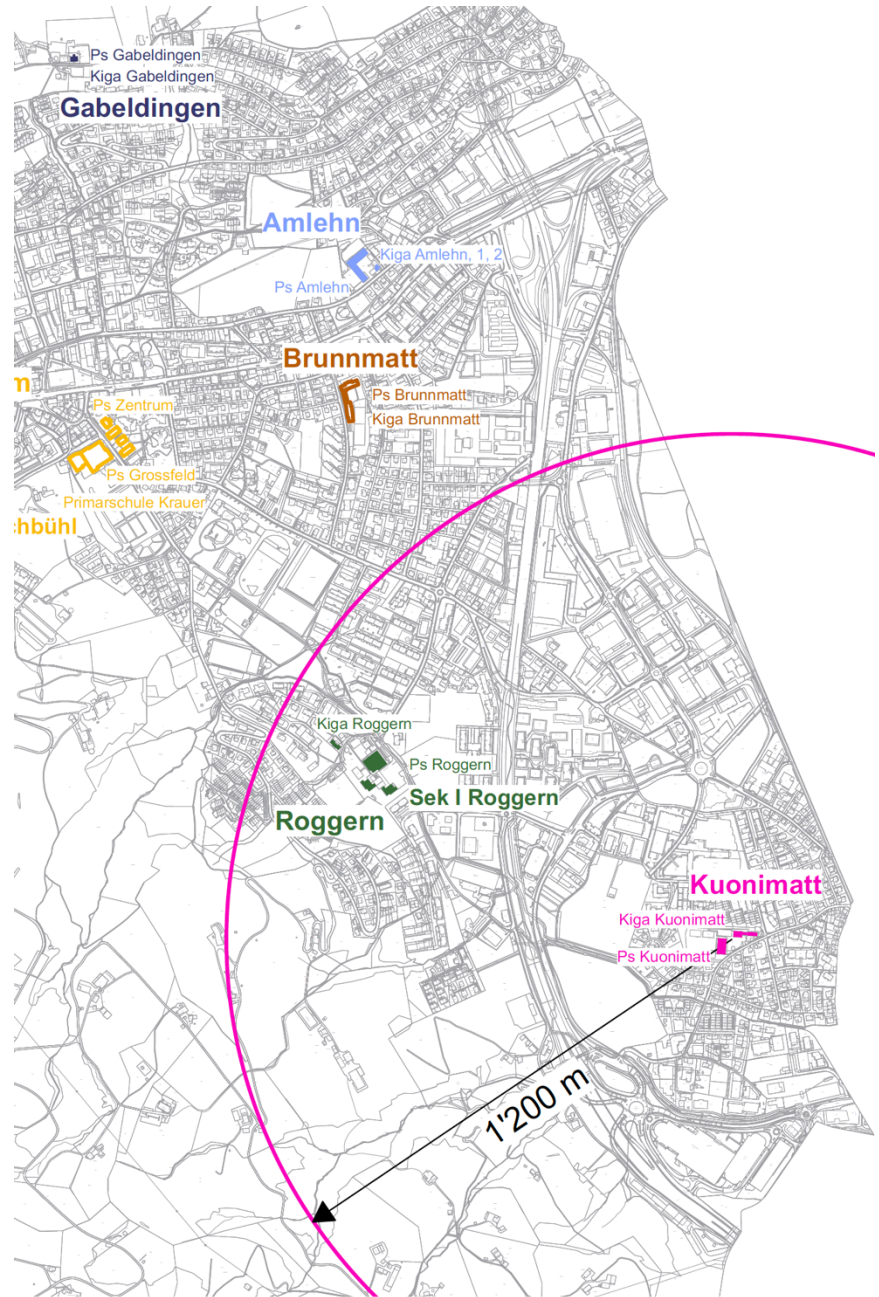 Ps Gabeldingen
Kiga Gabeldingen
Gabeldingen
Amlehn
Kiga Amlehn, 1, 2
Ps Amlehn
Brunnmatt
m
Ps Brunnmatt
Ps Zentrum
Kiga Brunnmatt
Ps Grossfeld
Primarschule Krauer
chbühl
Kiga Roggern
Ps Roggern
Sek I Roggern
Roggern
Kuonimatt
Kiga Kuonimatt
Ps Kuonimatt
1'200 m